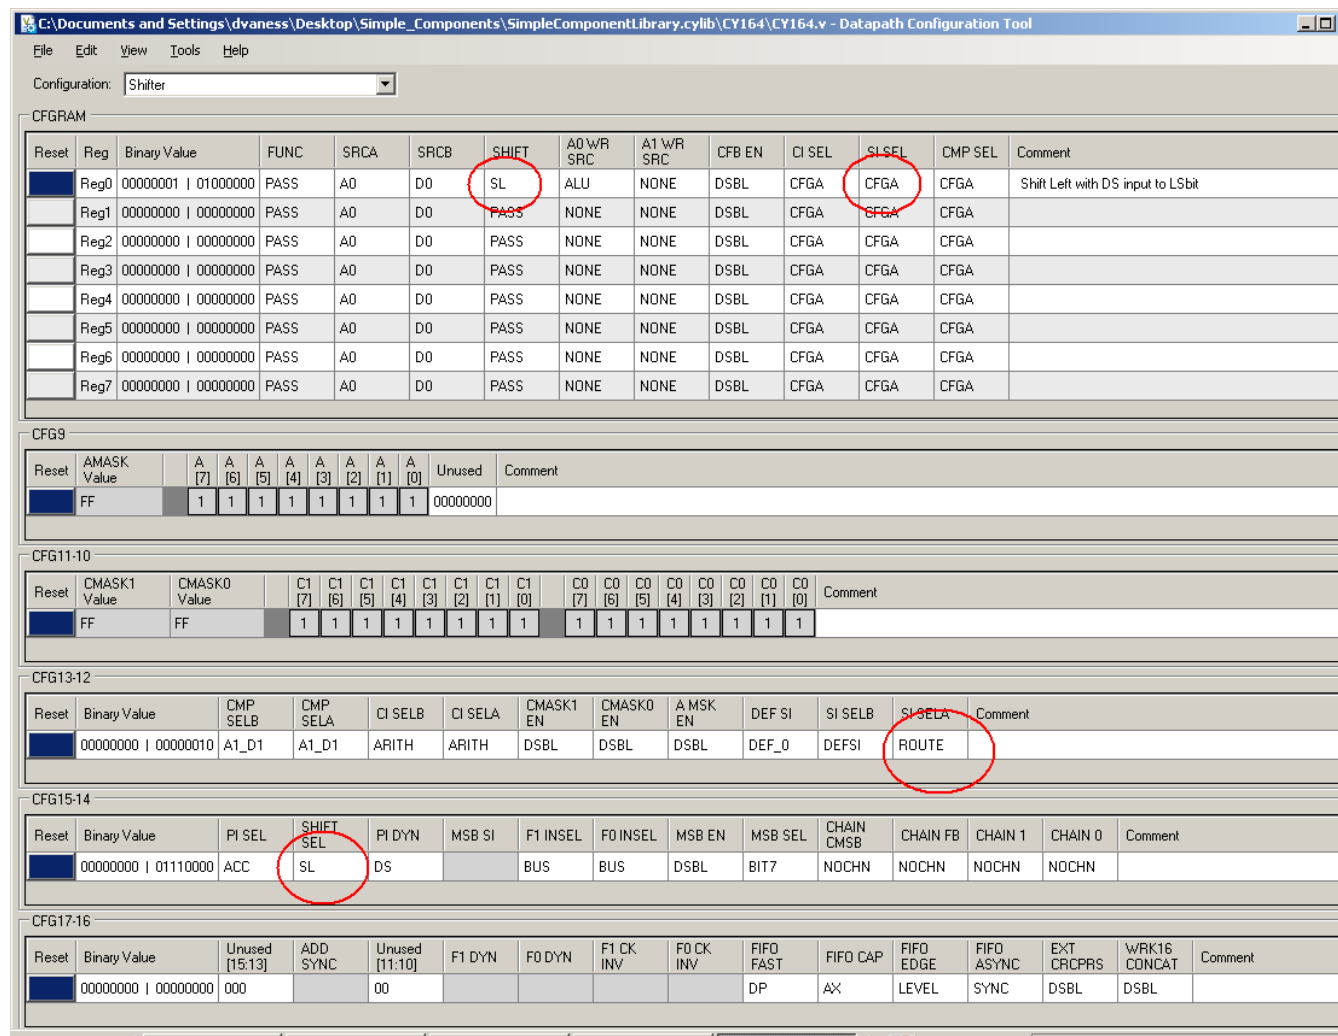 C:\Documents and Settings\dvaness\Desktop\Simple_Components\SimpleComponentLibrary.cylib\CY164\CY164.v - Datapath Configuration Tool
File Edit View Tools Help
Configuration: Shifter
CFGRAM
Reset Reg Binary Value FUNC SRCA SRCB SHIFT A0 WR SRC A1 WR SRC CFB EN CI SEL SI SEL CMP SEL Comment
Reg0 00000001 | 01000000 PASS A0 D0 SL ALU NONE DSBL CFGA CFGA CFGA Shift Left with DS input to LSbit
Reg1 00000000 | 00000000 PASS A0 D0 PASS NONE NONE DSBL CFGA CFGA CFGA
Reg2 00000000 | 00000000 PASS A0 D0 PASS NONE NONE DSBL CFGA CFGA CFGA
Reg3 00000000 | 00000000 PASS A0 D0 PASS NONE NONE DSBL CFGA CFGA CFGA
Reg4 00000000 | 00000000 PASS A0 D0 PASS NONE NONE DSBL CFGA CFGA CFGA
Reg5 00000000 | 00000000 PASS A0 D0 PASS NONE NONE DSBL CFGA CFGA CFGA
Reg6 00000000 | 00000000 PASS A0 D0 PASS NONE NONE DSBL CFGA CFGA CFGA
Reg7 00000000 | 00000000 PASS A0 D0 PASS NONE NONE DSBL CFGA CFGA CFGA
CFG9
Reset AMASK Value A [7] A [6] A [5] A [4] A [3] A [2] A [1] A [0] Unused Comment
FF 1 1 1 1 1 1 1 1 00000000
CFG11-10
Reset CMASK1 Value CMASK0 Value C1 [7] C1 [6] C1 [5] C1 [4] C1 [3] C1 [2] C1 [1] C1 [0] C0 [7] C0 [6] C0 [5] C0 [4] C0 [3] C0 [2] C0 [1] C0 [0] Comment
FF FF 1 1 1 1 1 1 1 1 1 1 1 1 1 1 1 1
CFG13-12
Reset Binary Value CMP SELB CMP SELA CI SELB CI SELA CMASK1 EN CMASK0 EN A MSK EN DEF SI SI SELB SI SELA Comment
00000000 | 00000010 A1_D1 A1_D1 ARITH ARITH DSBL DSBL DSBL DEF_0 DEFSI ROUTE
CFG15-14
Reset Binary Value PI SEL SHIFT SEL PI DYN MSB SI F1 INSEL F0 INSEL MSB EN MSB SEL CHAIN CMSB CHAIN FB CHAIN 1 CHAIN 0 Comment
00000000 | 01110000 ACC SL DS BUS BUS DSBL BIT7 NOCHN NOCHN NOCHN NOCHN
CFG17-16
Reset Binary Value Unused [15:13] ADD SYNC Unused [11:10] F1 DYN F0 DYN F1 CK INV F0 CK INV FIFO FAST FIFO CAP FIFO EDGE FIFO ASYNC EXT CRCPRS WRK16 CONCAT Comment
00000000 | 00000000 000 00 DP AX LEVEL SYNC DSBL DSBL